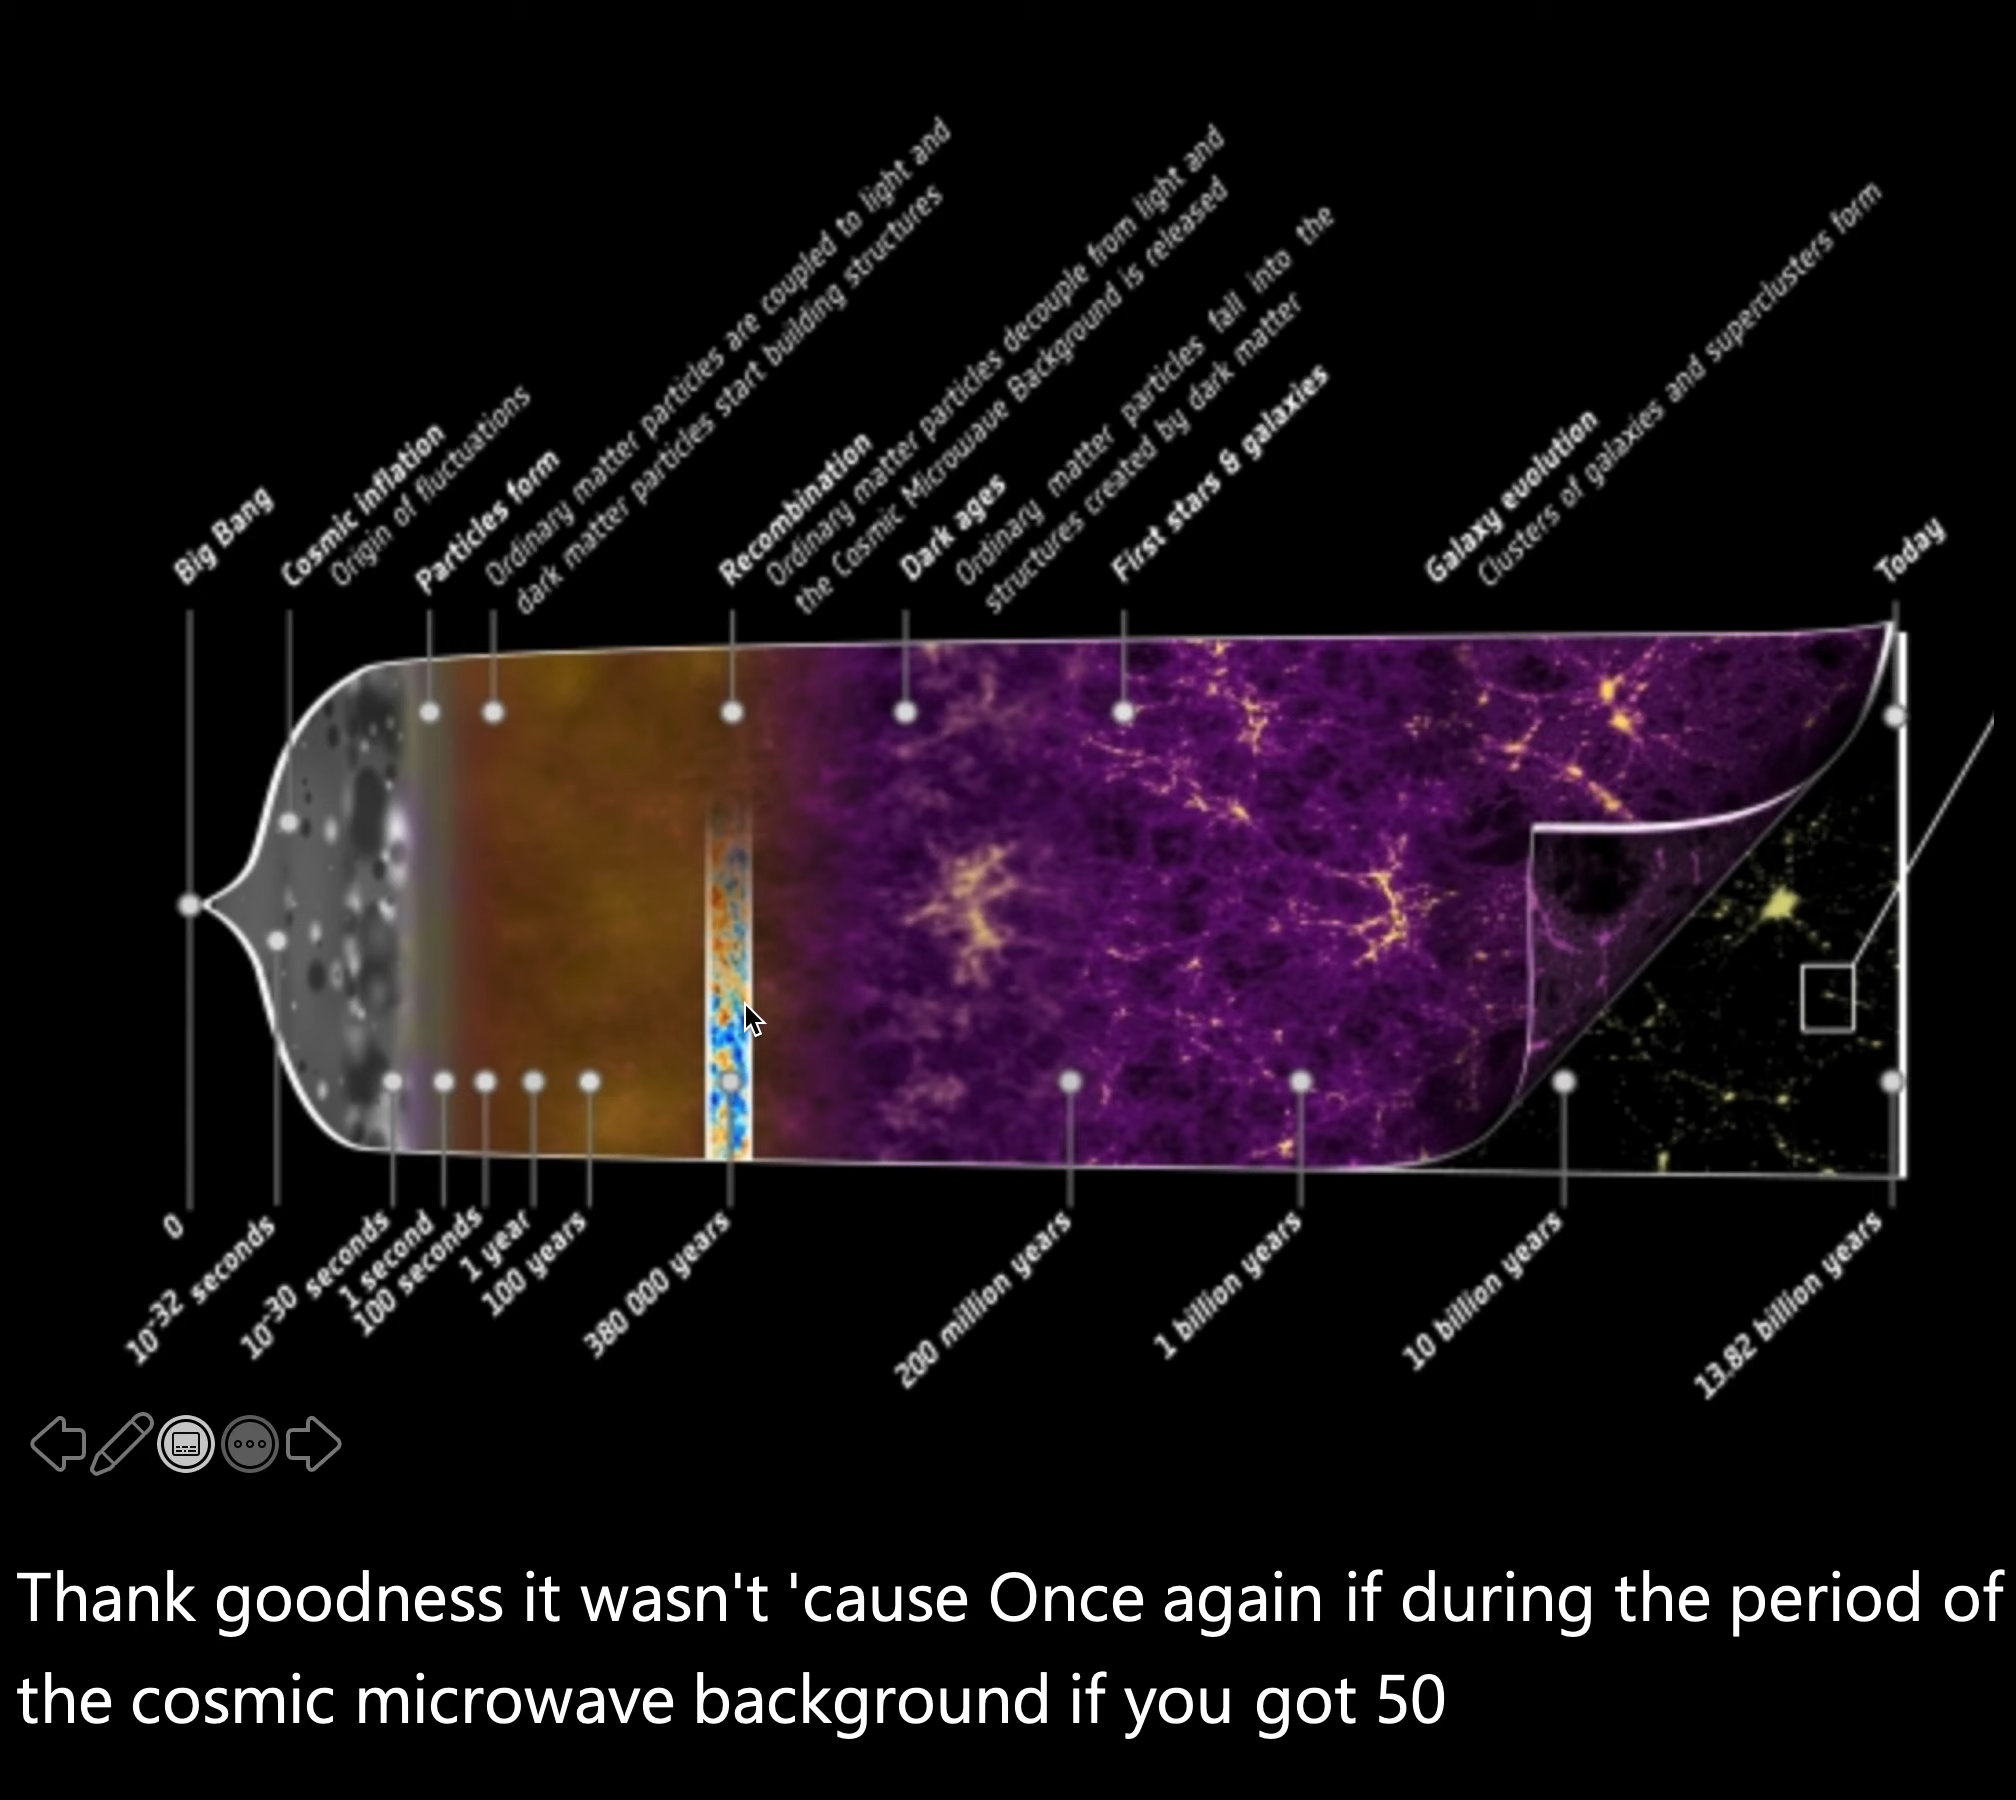 Big Bang
Cosmic inflation
Origin of fluctuations
Particles form
Ordinary matter particles are coupled to light and
dark matter particles start building structures
Recombination
Ordinary matter particles decouple from light and
the Cosmic Microwave Background is released
Dark ages
Ordinary matter particles fall into the
structures created by dark matter
First stars & galaxies
Galaxy evolution
Clusters of galaxies and superclusters form
Today
0
10⁻³² seconds
10⁻³⁰ seconds
1 second
100 seconds
1 year
100 years
380 000 years
200 million years
1 billion years
10 billion years
13.82 billion years
Thank goodness it wasn't 'cause Once again if during the period of
the cosmic microwave background if you got 50